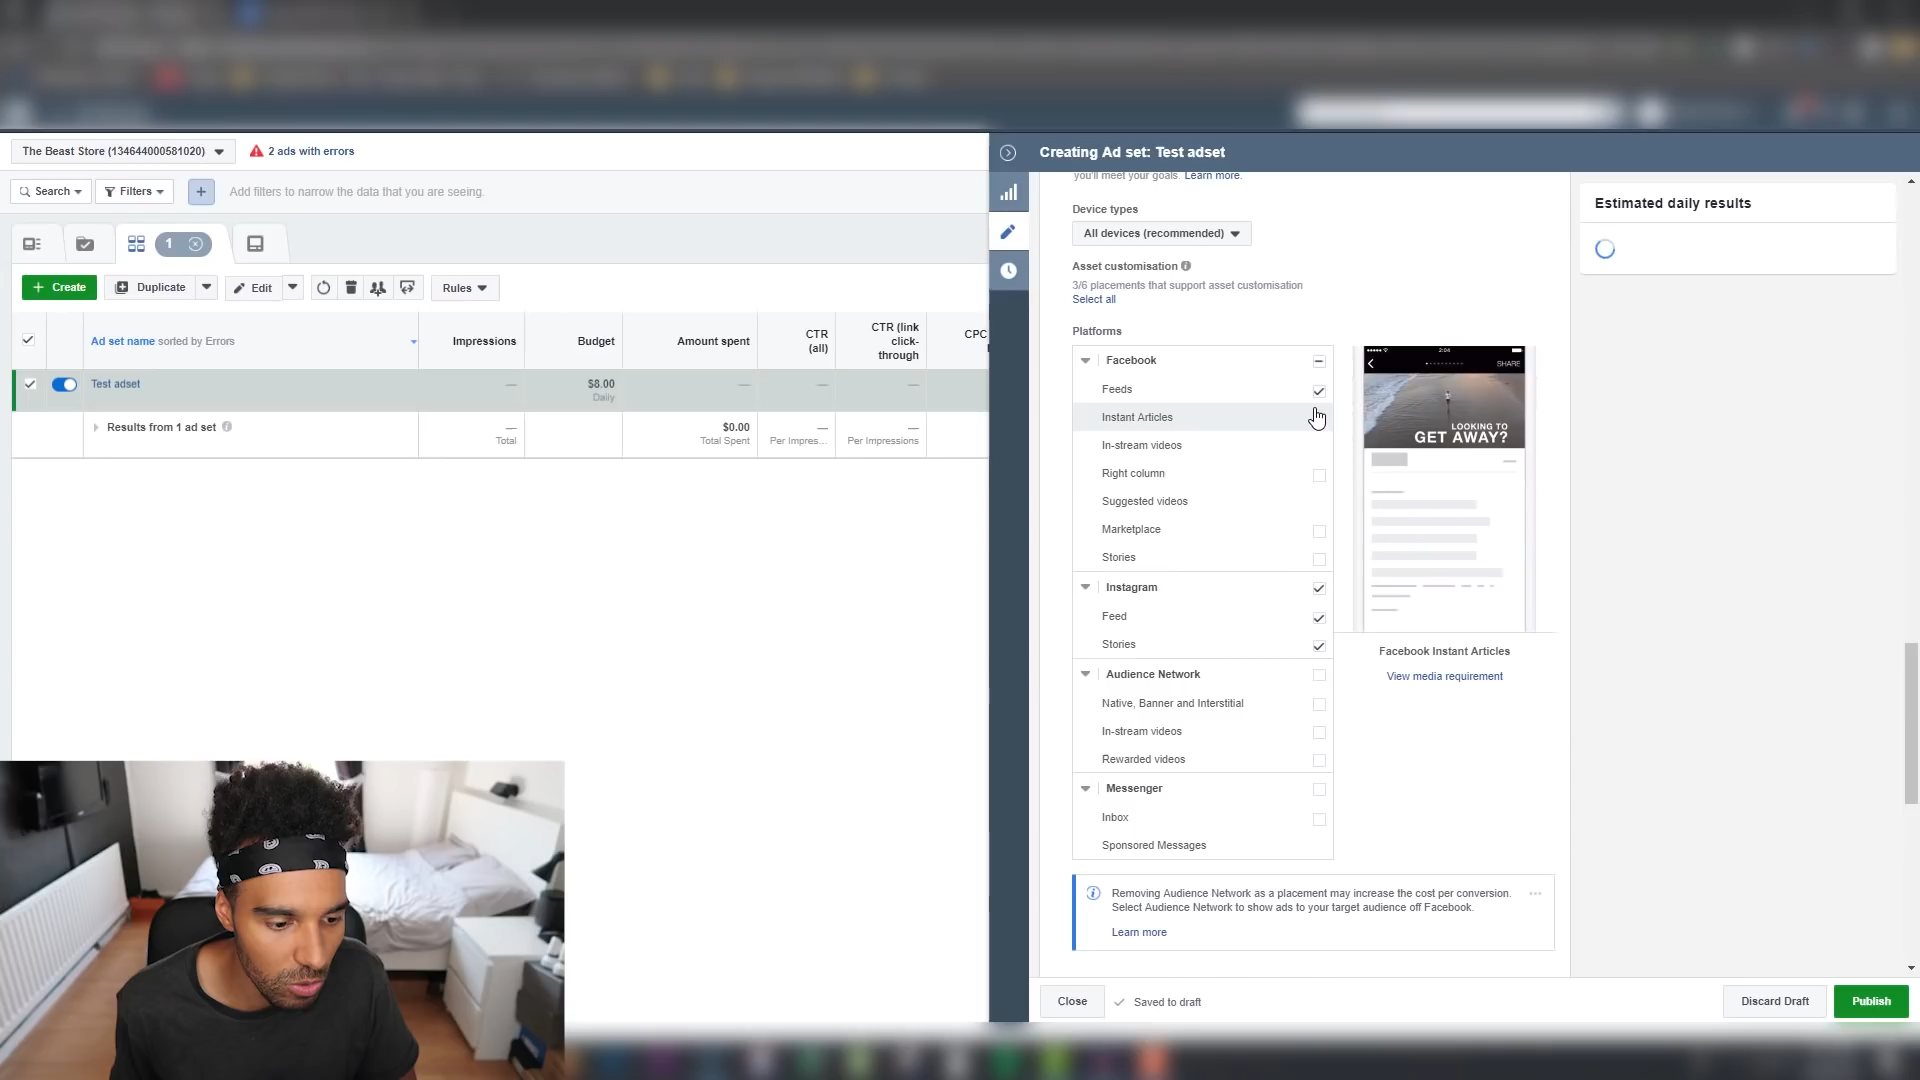 The Beast Store (134644000581020)
2 ads with errors
Search
Filters
Add filters to narrow the data that you are seeing.
1
Create
Duplicate
Edit
Rules
Ad set name sorted by Errors
Impressions
Budget
Amount spent
CTR (all)
CTR (link click-through
CPC
Test adset
—
$8.00
Daily
—
—
—
Results from 1 ad set
—
Total
$0.00
Total Spent
—
Per Impres...
—
Per Impressions
Creating Ad set: Test adset
you'll meet your goals. Learn more.
Device types
All devices (recommended)
Asset customisation
3/6 placements that support asset customisation
Select all
Platforms
Facebook
Feeds
Instant Articles
In-stream videos
Right column
Suggested videos
Marketplace
Stories
Instagram
Feed
Stories
Audience Network
Native, Banner and Interstitial
In-stream videos
Rewarded videos
Messenger
Inbox
Sponsored Messages
2:04
SHARE
LOOKING TO
GET AWAY?
Facebook Instant Articles
View media requirement
Removing Audience Network as a placement may increase the cost per conversion.
Select Audience Network to show ads to your target audience off Facebook.
Learn more
Estimated daily results
Close
Saved to draft
Discard Draft
Publish